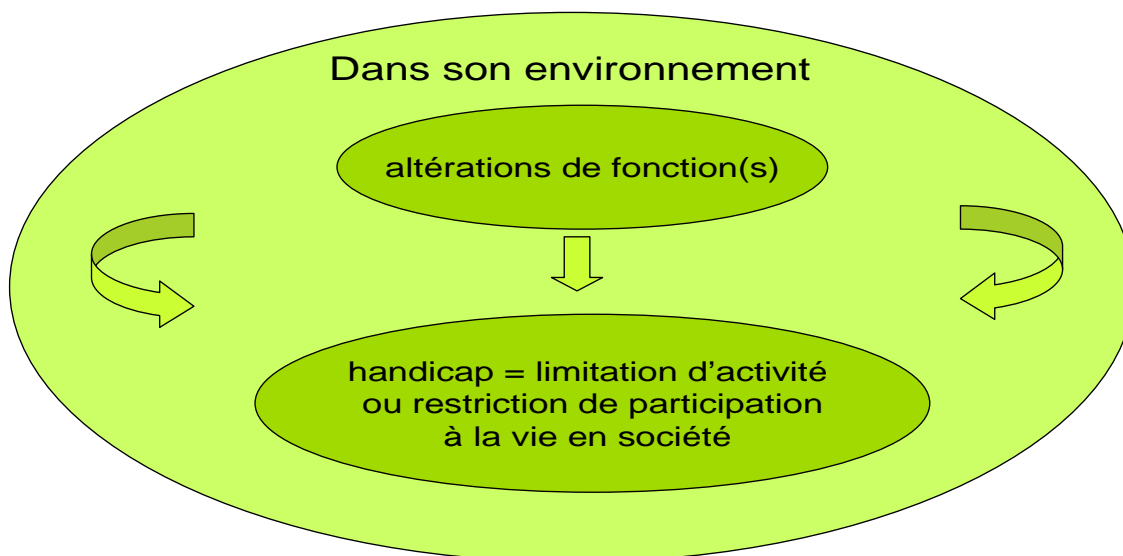 Dans son environnement
altérations de fonction(s)
handicap = limitation d’activité
ou restriction de participation
à la vie en société